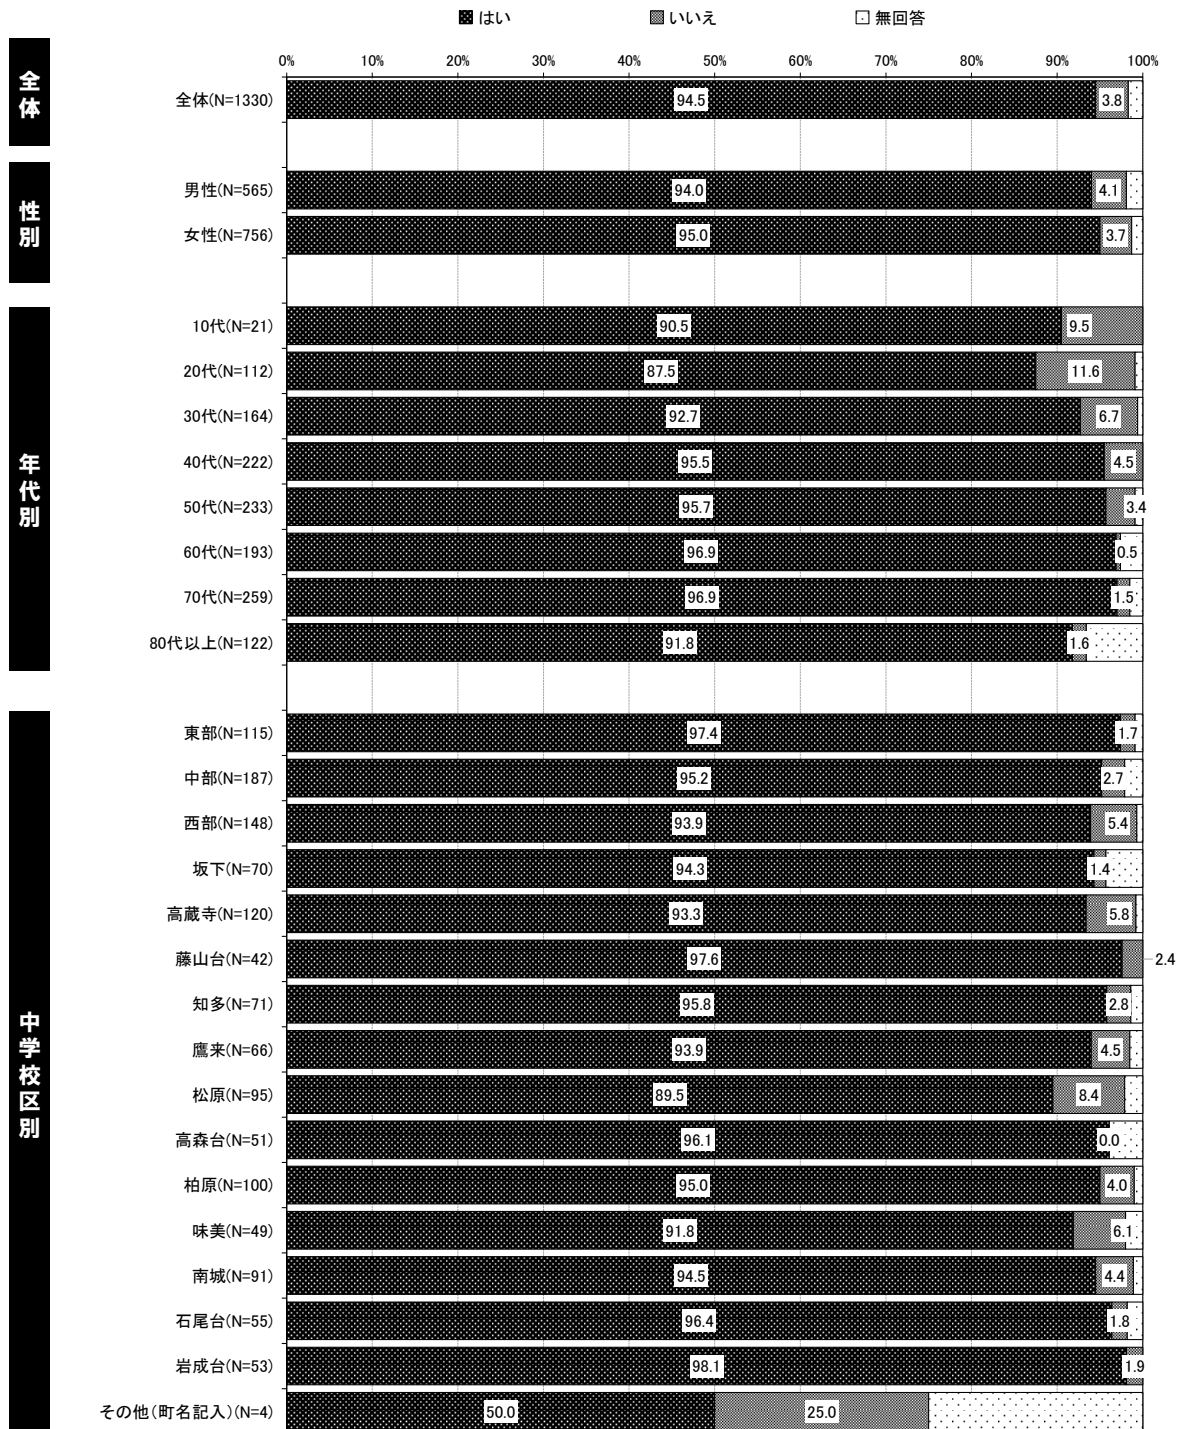 はい いいえ 無回答
0% 10% 20% 30% 40% 50% 60% 70% 80% 90% 100%
全体
全体(N=1330) 94.5 3.8
性別
男性(N=565) 94.0 4.1
女性(N=756) 95.0 3.7
年代別
10代(N=21) 90.5 9.5
20代(N=112) 87.5 11.6
30代(N=164) 92.7 6.7
40代(N=222) 95.5 4.5
50代(N=233) 95.7 3.4
60代(N=193) 96.9 0.5
70代(N=259) 96.9 1.5
80代以上(N=122) 91.8 1.6
中学校区別
東部(N=115) 97.4 1.7
中部(N=187) 95.2 2.7
西部(N=148) 93.9 5.4
坂下(N=70) 94.3 1.4
高蔵寺(N=120) 93.3 5.8
藤山台(N=42) 97.6 2.4
知多(N=71) 95.8 2.8
鷹来(N=66) 93.9 4.5
松原(N=95) 89.5 8.4
高森台(N=51) 96.1 0.0
柏原(N=100) 95.0 4.0
味美(N=49) 91.8 6.1
南城(N=91) 94.5 4.4
石尾台(N=55) 96.4 1.8
岩成台(N=53) 98.1 1.9
その他(町名記入)(N=4) 50.0 25.0